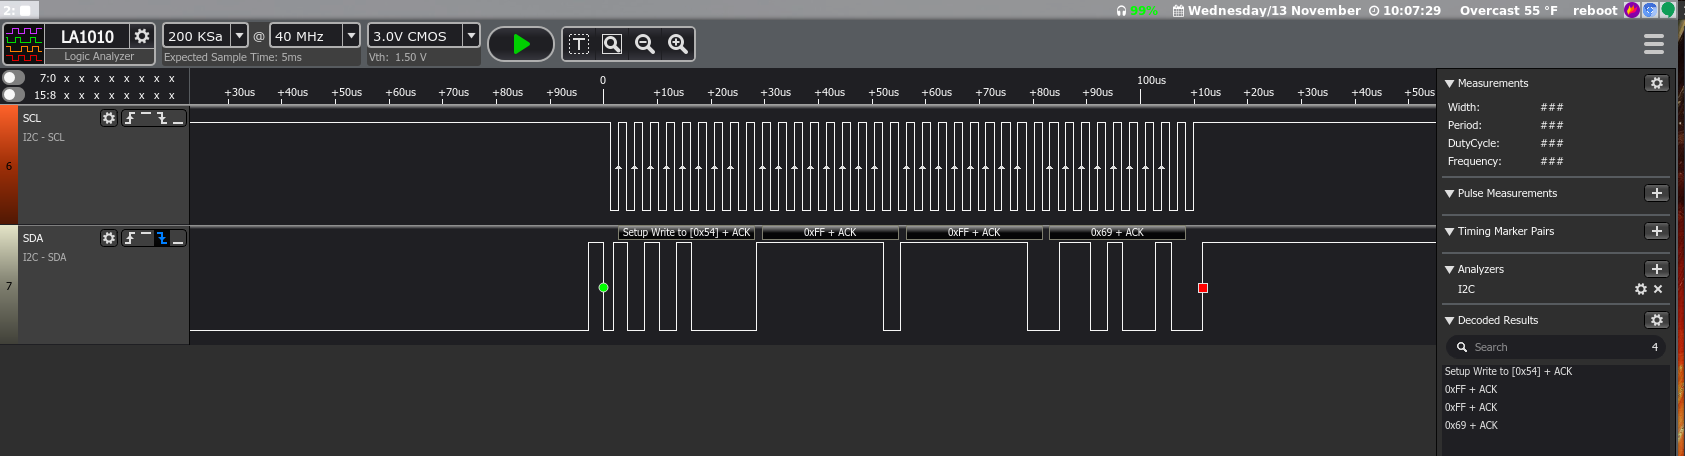 2:
99% Wednesday/13 November 10:07:29 Overcast 55 °F reboot
LA1010
Logic Analyzer
200 KSa @ 40 MHz
Expected Sample Time: 5ms
3.0V CMOS
Vth: 1.50 V
T
7:0 x x x x x x x x
15:8 x x x x x x x x
0 100us
+30us +40us +50us +60us +70us +80us +90us +10us +20us +30us +40us +50us +60us +70us +80us +90us +10us +20us +30us +40us +50us
6
SCL
I2C - SCL
7
SDA
I2C - SDA
Setup Write to [0x54] + ACK 0xFF + ACK 0xFF + ACK 0x69 + ACK
Measurements
Width: ###
Period: ###
DutyCycle: ###
Frequency: ###
Pulse Measurements
Timing Marker Pairs
Analyzers
I2C
Decoded Results
Search 4
Setup Write to [0x54] + ACK
0xFF + ACK
0xFF + ACK
0x69 + ACK